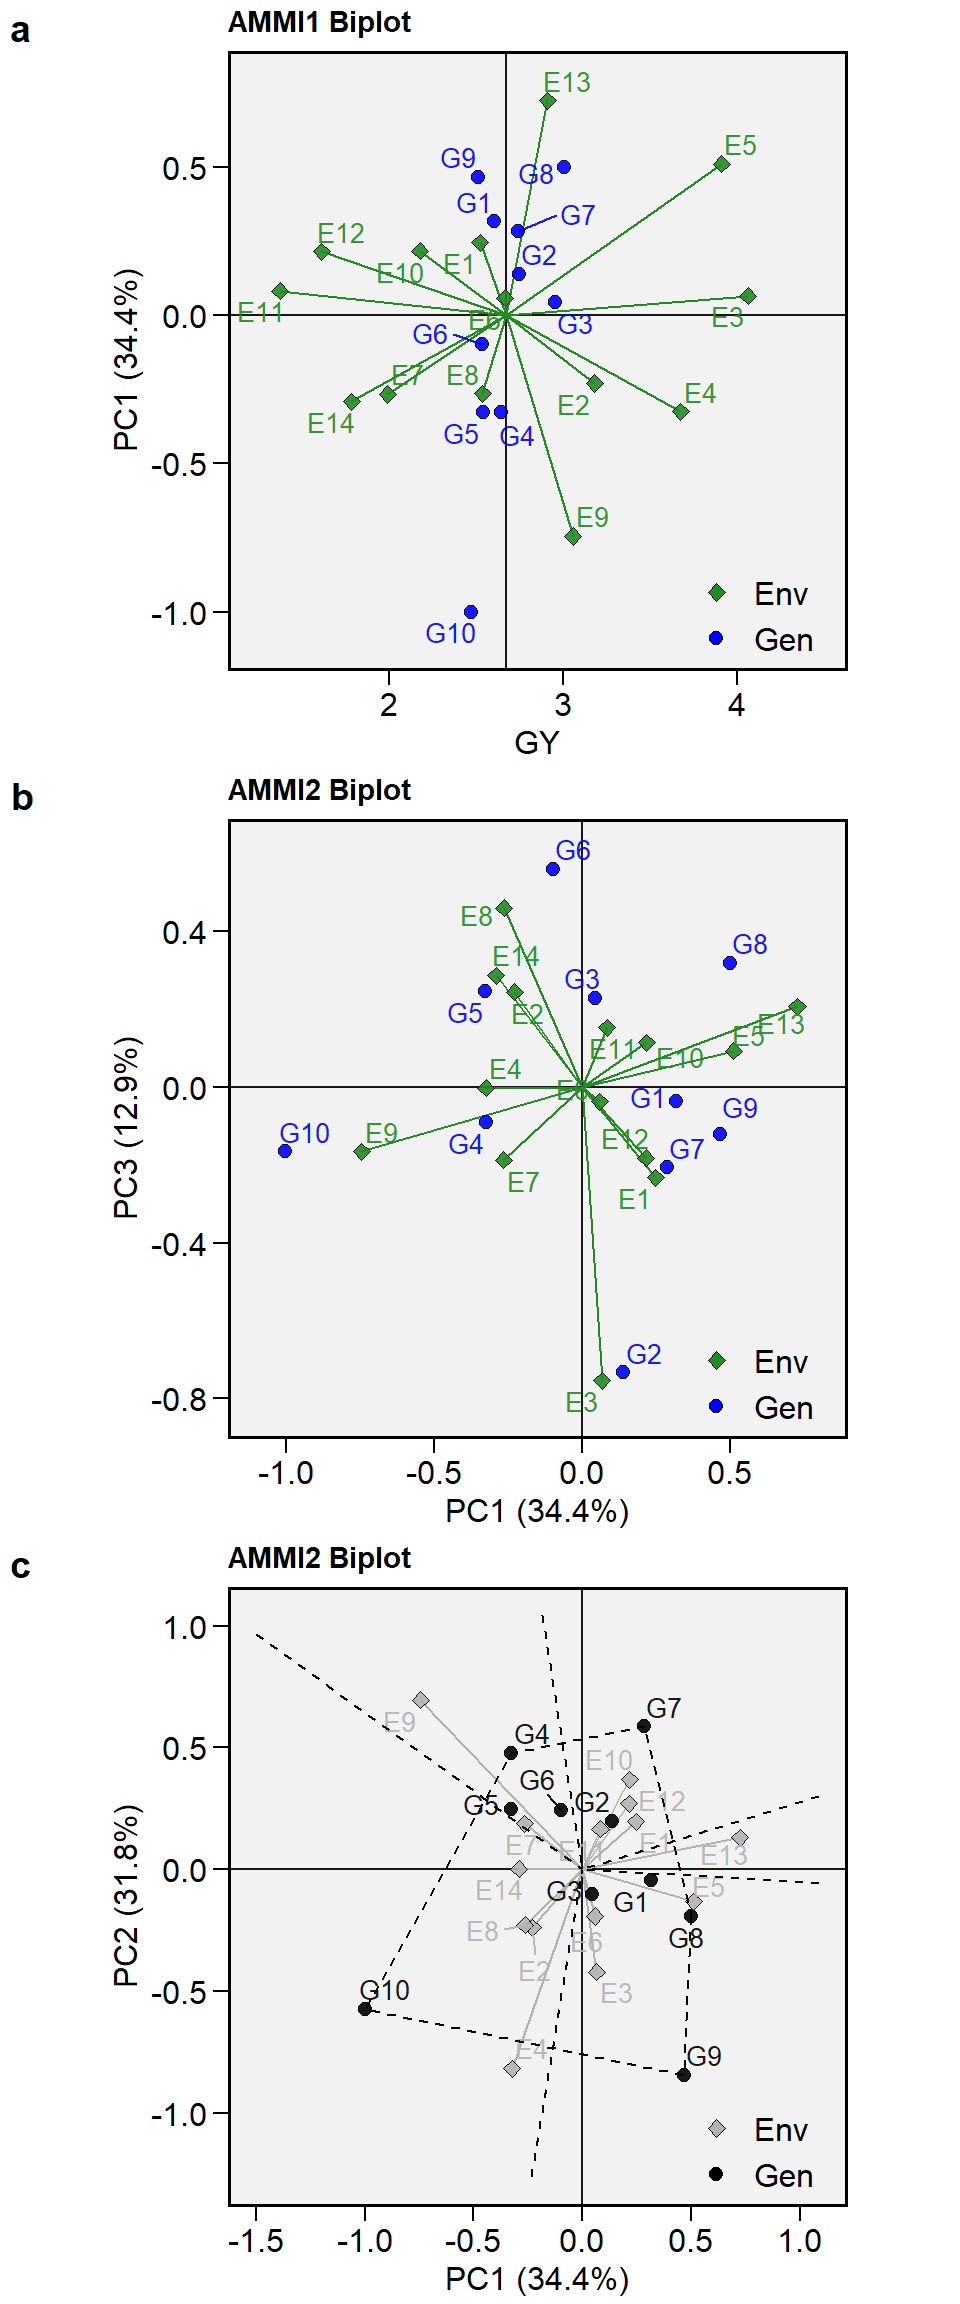 a
AMMI1 Biplot
E13
E5
G9
G8
G1
G7
E12
G2
E10
E1
E11
E6
G3
E3
G6
E7
E8
E14
E2
E4
G5
G4
E9
G10
0.5
0.0
-0.5
-1.0
PC1 (34.4%)
Env
Gen
2
3
4
GY
b
AMMI2 Biplot
G6
E8
G8
E14
G3
G5
E2
E13
E5
E11
E10
E4
E6
G1
G9
G10
E9
G4
E12
G7
E7
E1
G2
E3
0.4
0.0
-0.4
-0.8
PC3 (12.9%)
Env
Gen
-1.0
-0.5
0.0
0.5
PC1 (34.4%)
c
AMMI2 Biplot
E9
G4
G7
E10
G6
G5
G2
E12
E7
E11
E1
E13
E14
G3
G1
E5
E8
E6
G8
E2
E3
G10
E4
G9
1.0
0.5
0.0
-0.5
-1.0
PC2 (31.8%)
Env
Gen
-1.5
-1.0
-0.5
0.0
0.5
1.0
PC1 (34.4%)